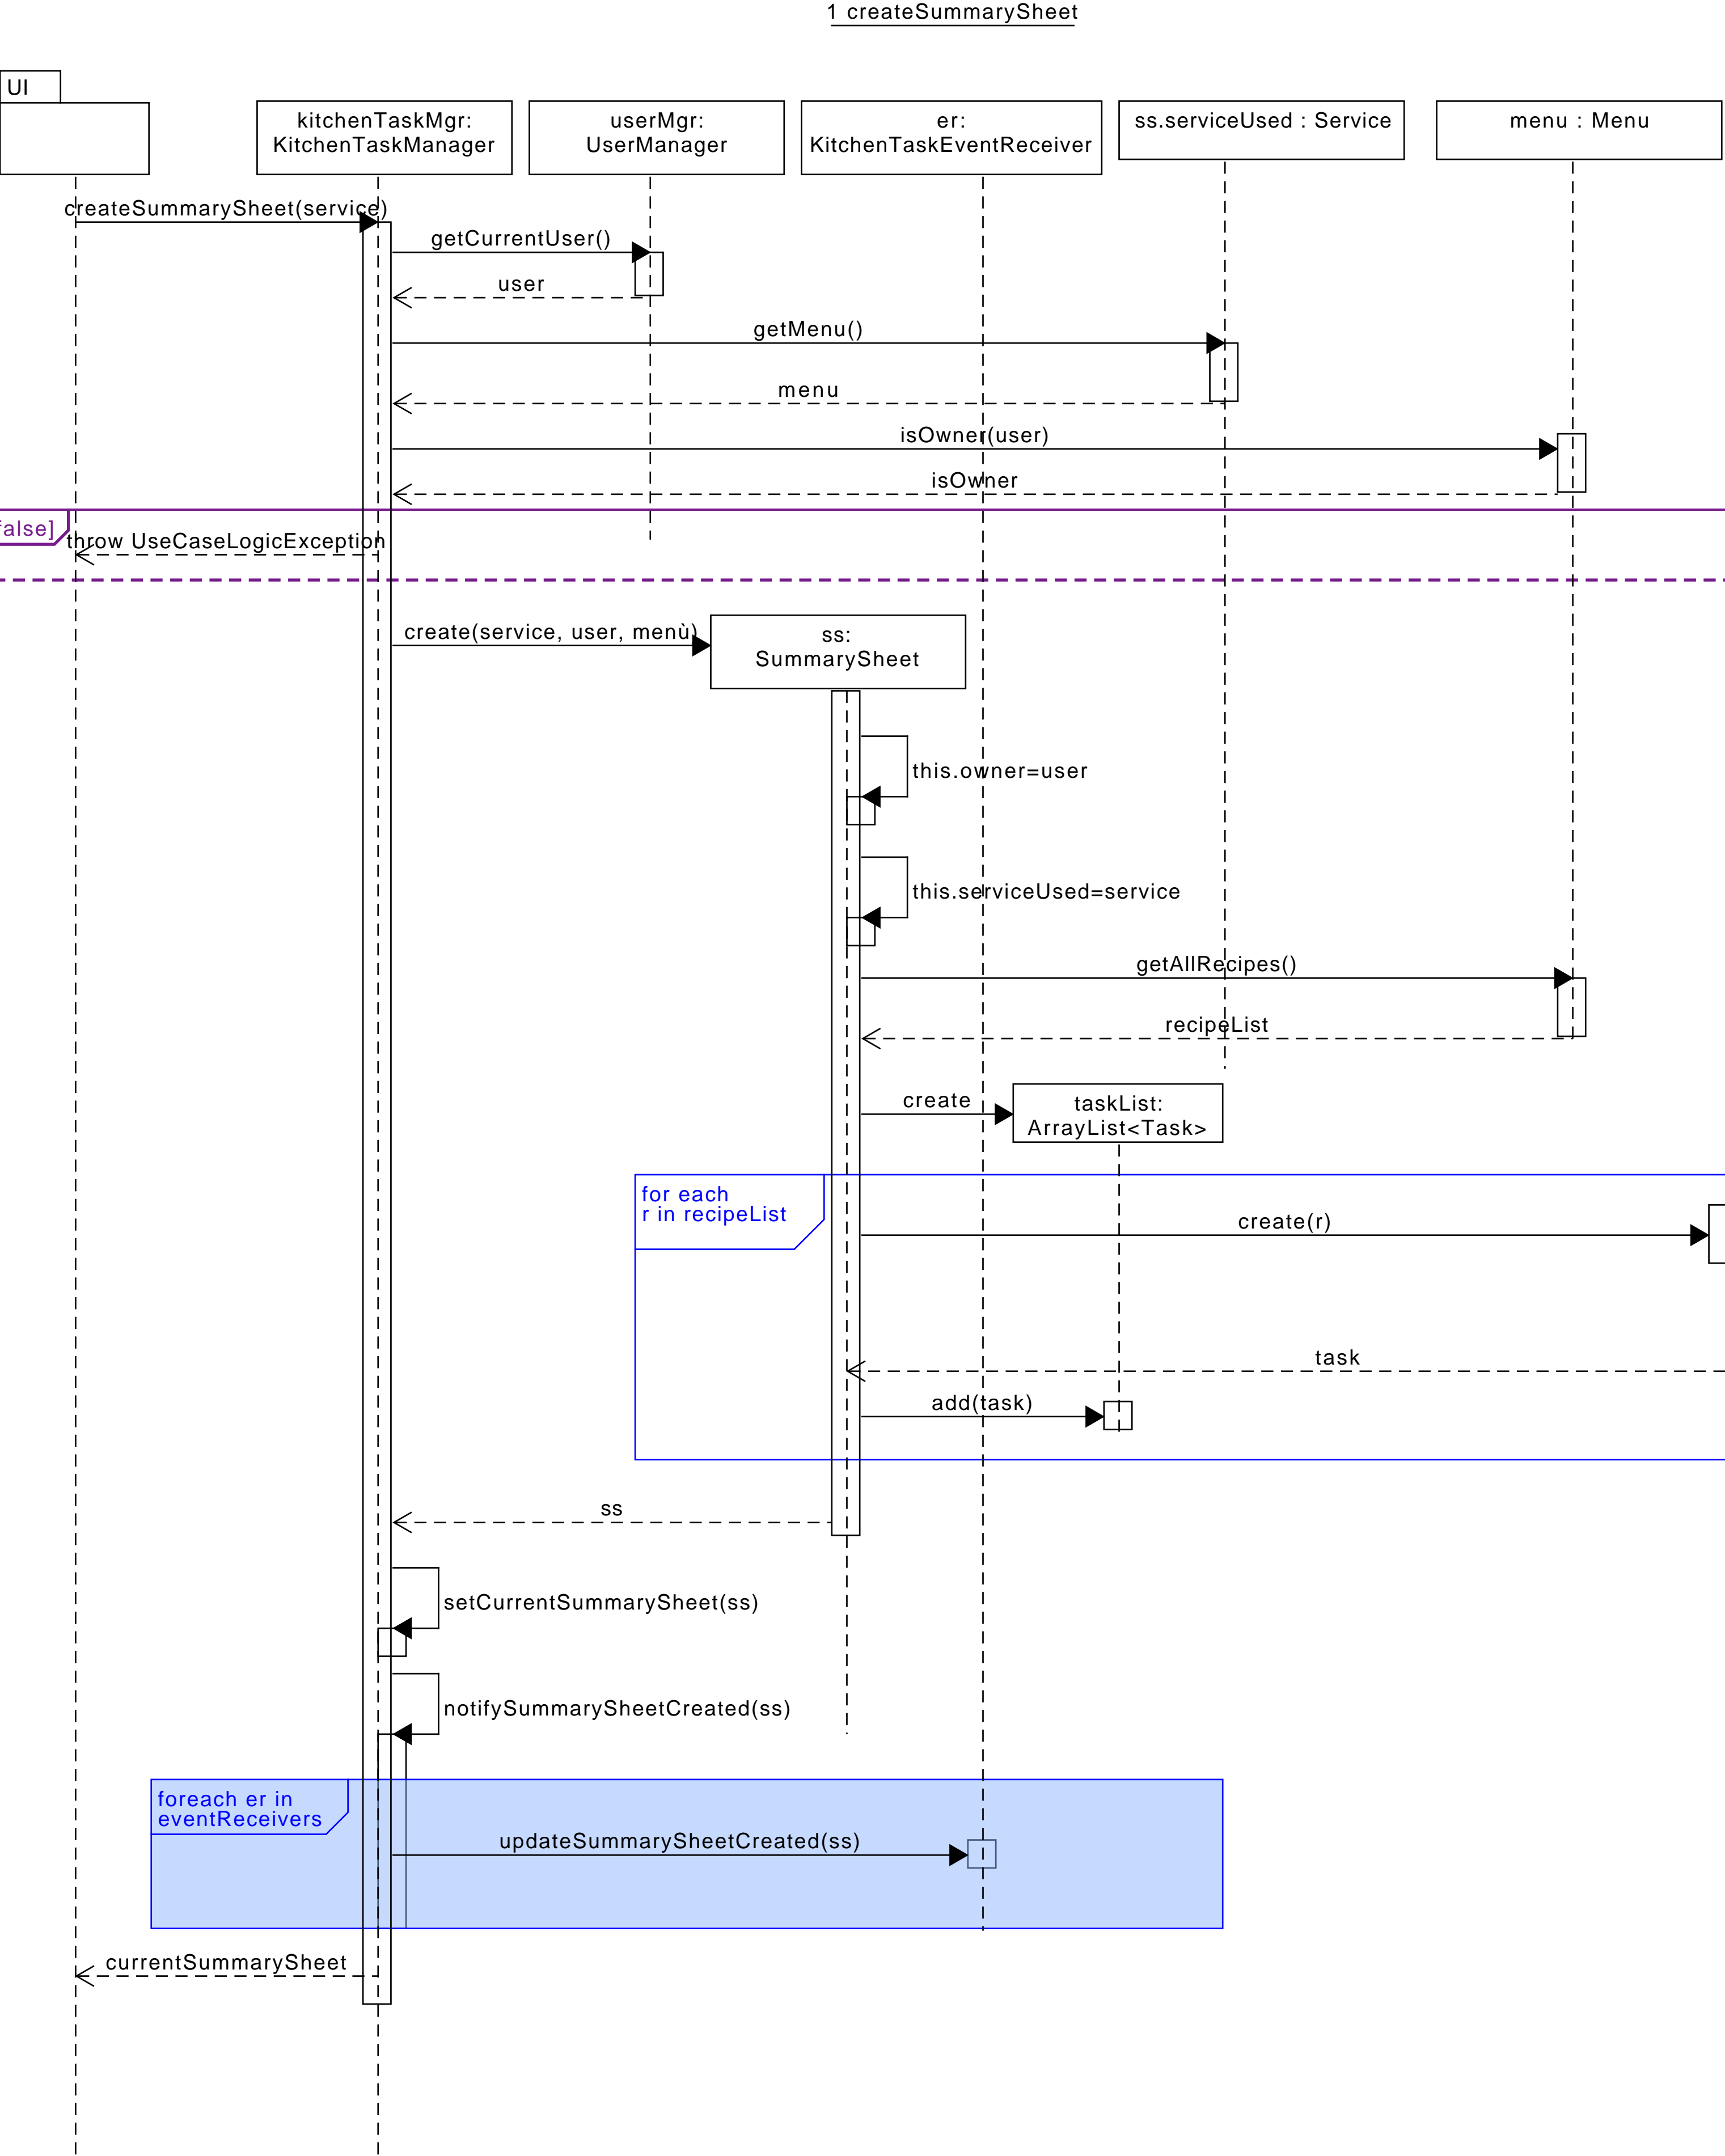 1 createSummarySheet
UI
kitchenTaskMgr:
KitchenTaskManager
userMgr:
UserManager
er:
KitchenTaskEventReceiver
ss.serviceUsed : Service
menu : Menu
createSummarySheet(service)
getCurrentUser()
user
getMenu()
menu
isOwner(user)
isOwner
false]
throw UseCaseLogicException
create(service, user, menù)
ss:
SummarySheet
this.owner=user
this.serviceUsed=service
getAllRecipes()
recipeList
create
taskList:
ArrayList<Task>
for each
r in recipeList
create(r)
task
add(task)
ss
setCurrentSummarySheet(ss)
notifySummarySheetCreated(ss)
foreach er in
eventReceivers
updateSummarySheetCreated(ss)
currentSummarySheet